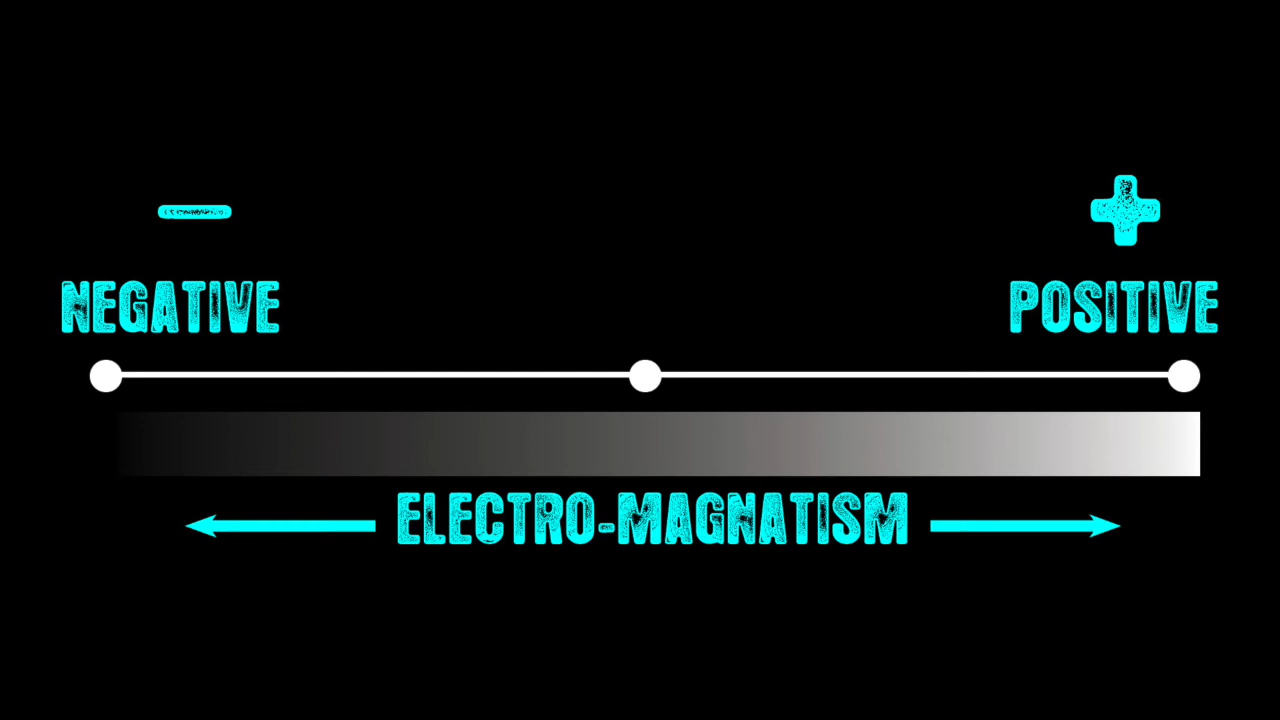 − +
NEGATIVE POSITIVE
ELECTRO-MAGNATISM